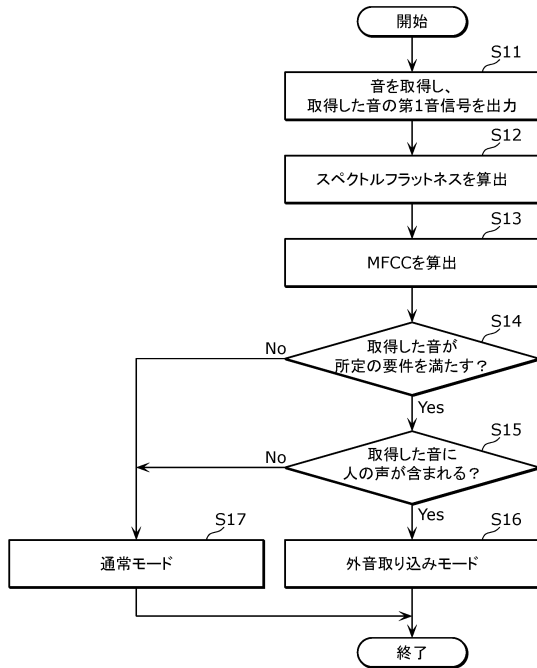 開始
S11
音を取得し、
取得した音の第1音信号を出力
S12
スペクトルフラットネスを算出
S13
MFCCを算出
S14
取得した音が
所定の要件を満たす?
No
Yes
S15
取得した音に
人の声が含まれる?
No
Yes
S17
通常モード
S16
外音取り込みモード
終了